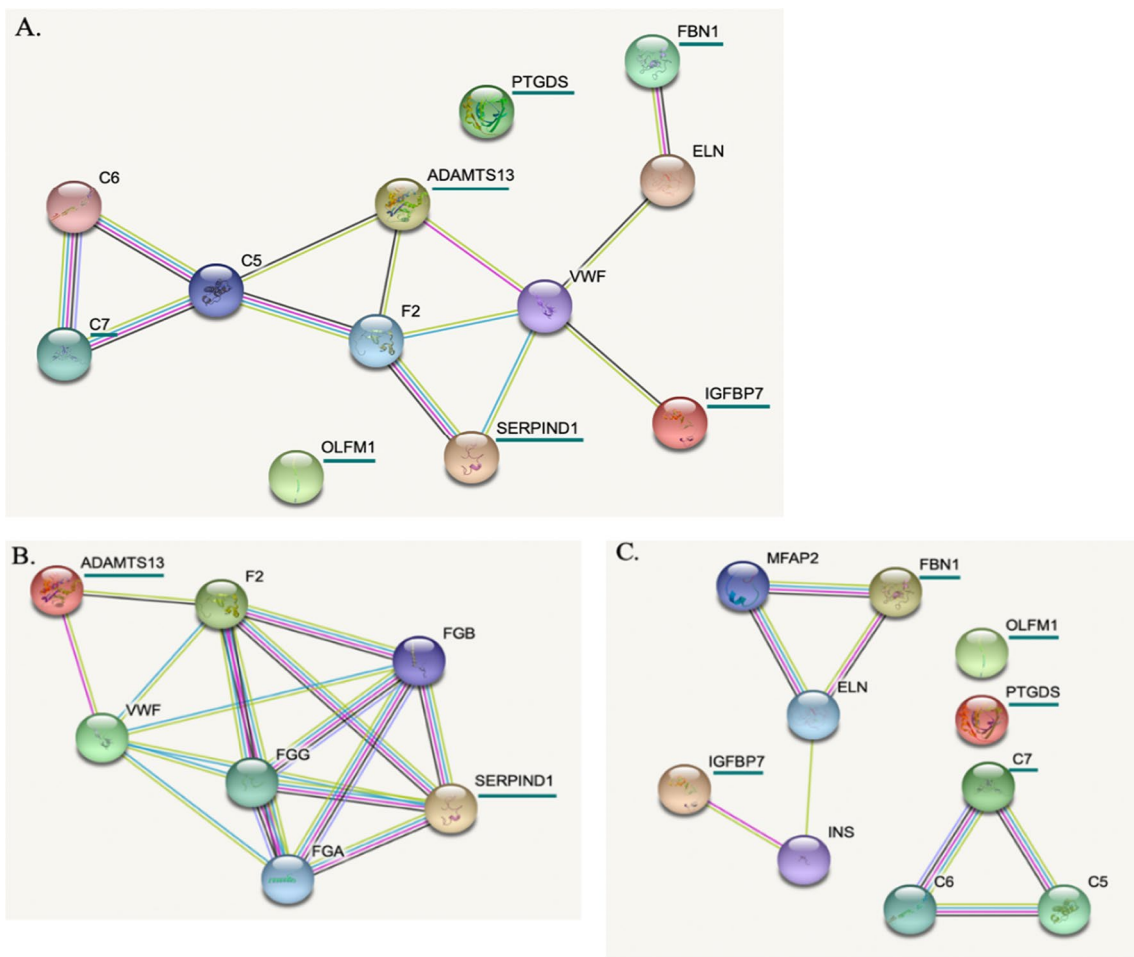 A.
FBN1
PTGDS
ELN
ADAMTS13
C6
C5
VWF
F2
C7
IGFBP7
SERPIND1
OLFM1
B.
ADAMTS13
F2
FGB
VWF
FGG
SERPIND1
FGA
C.
MFAP2
FBN1
OLFM1
ELN
PTGDS
IGFBP7
C7
INS
C6
C5